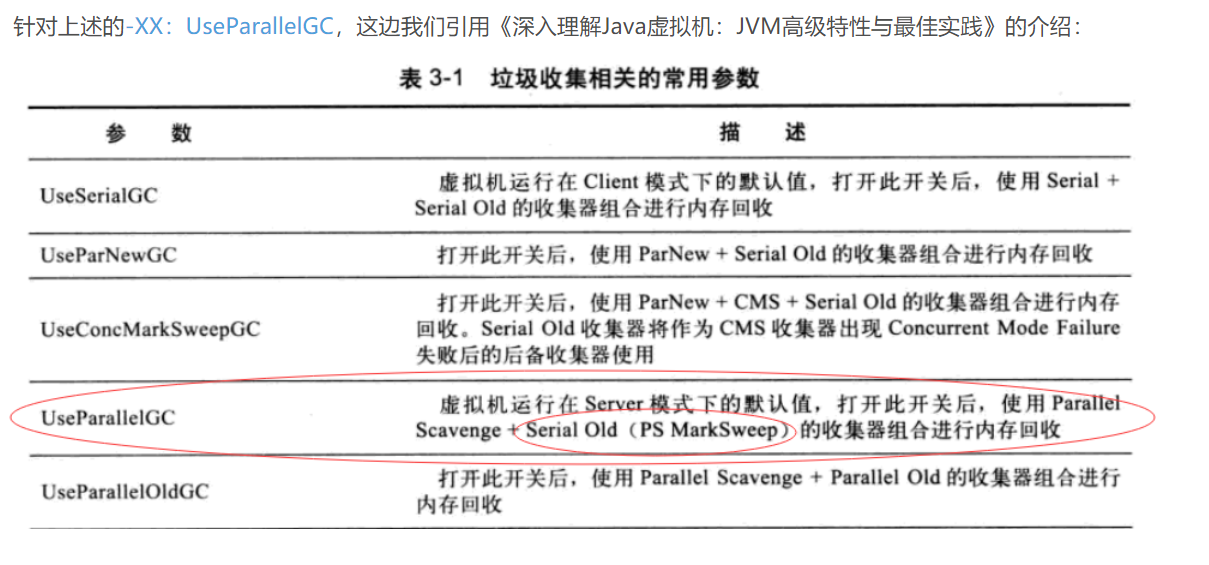 针对上述的-XX：UseParallelGC，这边我们引用《深入理解Java虚拟机：JVM高级特性与最佳实践》的介绍：
表 3-1 垃圾收集相关的常用参数
参 数 描 述
UseSerialGC
虚拟机运行在 Client 模式下的默认值，打开此开关后，使用 Serial +
Serial Old 的收集器组合进行内存回收
UseParNewGC 打开此开关后，使用 ParNew + Serial Old 的收集器组合进行内存回收
UseConcMarkSweepGC
打开此开关后，使用 ParNew + CMS + Serial Old 的收集器组合进行内存
回收。Serial Old 收集器将作为 CMS 收集器出现 Concurrent Mode Failure
失败后的后备收集器使用
UseParallelGC
虚拟机运行在 Server 模式下的默认值，打开此开关后，使用 Parallel
Scavenge + Serial Old（PS MarkSweep）的收集器组合进行内存回收
UseParallelOldGC
打开此开关后，使用 Parallel Scavenge + Parallel Old 的收集器组合进行
内存回收